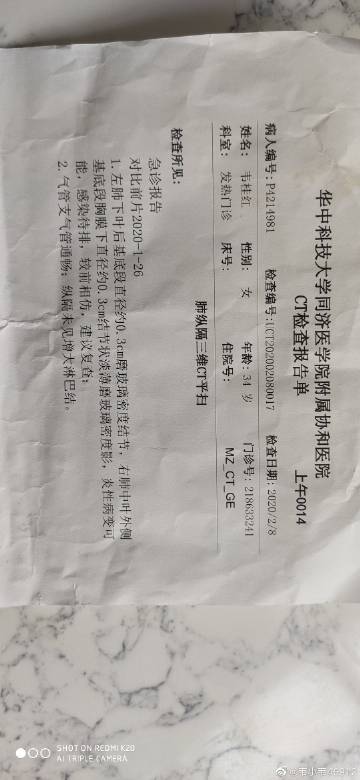 华中科技大学同济医学院附属协和医院
CT检查报告单 上午0014
病人编号:P4214981 检查编号:UCT202002080017 检查日期:2020/2/8
姓名: 韦桂红 性别: 女 年龄: 34 岁 门诊号: 218633241
科室: 发热门诊 床号: 住院号: MZ_CT_GE
肺纵隔三维CT平扫
检查所见:
急诊报告
对比前片2020-1-26
1. 左肺下叶后基底段直径约0.3cm磨玻璃密度结节,右肺中叶外侧
基底段胸膜下直径约0.3cm结节状淡薄磨玻璃密度影,炎性病变可
能,感染待排,较前相仿,建议复查;
2. 气管支气管通畅;纵隔未见增大淋巴结。
SHOT ON REDMI K20
AI TRIPLE CAMERA